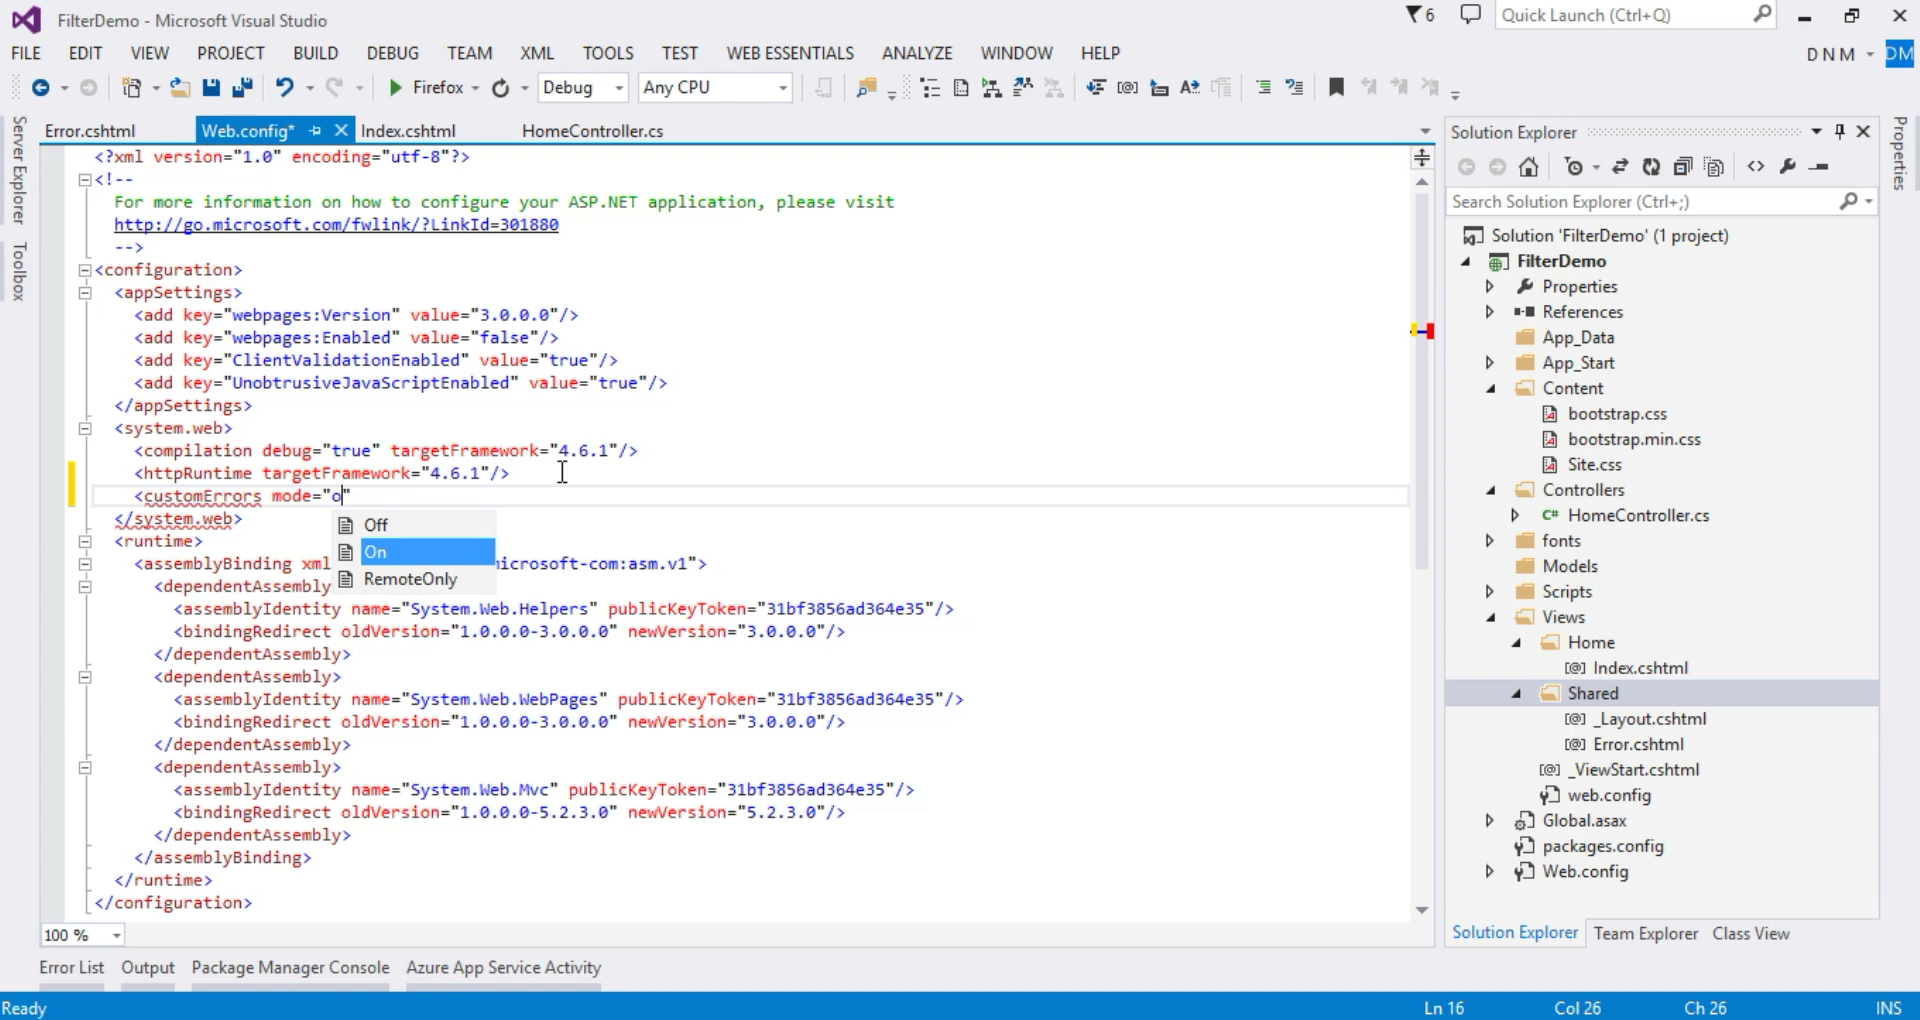 FilterDemo - Microsoft Visual Studio
6
Quick Launch (Ctrl+Q)
FILE EDIT VIEW PROJECT BUILD DEBUG TEAM XML TOOLS TEST WEB ESSENTIALS ANALYZE WINDOW HELP
D N M
DM
Firefox
Debug
Any CPU
Server Explorer
Toolbox
Error.cshtml
Web.config*
Index.cshtml
HomeController.cs
<?xml version="1.0" encoding="utf-8"?>
<!--
For more information on how to configure your ASP.NET application, please visit
http://go.microsoft.com/fwlink/?LinkId=301880
-->
<configuration>
<appSettings>
<add key="webpages:Version" value="3.0.0.0"/>
<add key="webpages:Enabled" value="false"/>
<add key="ClientValidationEnabled" value="true"/>
<add key="UnobtrusiveJavaScriptEnabled" value="true"/>
</appSettings>
<system.web>
<compilation debug="true" targetFramework="4.6.1"/>
<httpRuntime targetFramework="4.6.1"/>
<customErrors mode="o"
</system.web>
Off
On
RemoteOnly
<runtime>
<assemblyBinding xml icrosoft-com:asm.v1">
<dependentAssembly
<assemblyIdentity name="System.Web.Helpers" publicKeyToken="31bf3856ad364e35"/>
<bindingRedirect oldVersion="1.0.0.0-3.0.0.0" newVersion="3.0.0.0"/>
</dependentAssembly>
<dependentAssembly>
<assemblyIdentity name="System.Web.WebPages" publicKeyToken="31bf3856ad364e35"/>
<bindingRedirect oldVersion="1.0.0.0-3.0.0.0" newVersion="3.0.0.0"/>
</dependentAssembly>
<dependentAssembly>
<assemblyIdentity name="System.Web.Mvc" publicKeyToken="31bf3856ad364e35"/>
<bindingRedirect oldVersion="1.0.0.0-5.2.3.0" newVersion="5.2.3.0"/>
</dependentAssembly>
</assemblyBinding>
</runtime>
</configuration>
100 %
Solution Explorer
Search Solution Explorer (Ctrl+;)
Solution 'FilterDemo' (1 project)
FilterDemo
Properties
References
App_Data
App_Start
Content
bootstrap.css
bootstrap.min.css
Site.css
Controllers
C# HomeController.cs
fonts
Models
Scripts
Views
Home
[@] Index.cshtml
Shared
[@] _Layout.cshtml
[@] Error.cshtml
[@] _ViewStart.cshtml
web.config
Global.asax
packages.config
Web.config
Solution Explorer Team Explorer Class View
Properties
Error List Output Package Manager Console Azure App Service Activity
Ready
Ln 16 Col 26 Ch 26 INS